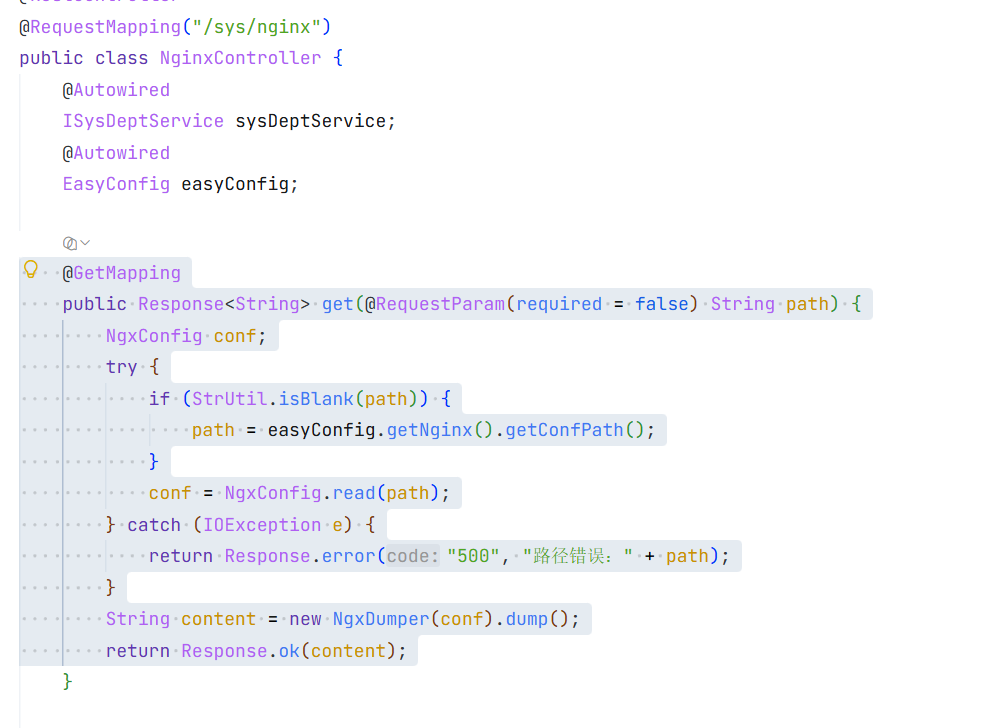 @RequestMapping("/sys/nginx")
public class NginxController {
    @Autowired
    ISysDeptService sysDeptService;
    @Autowired
    EasyConfig easyConfig;
    @GetMapping
    public Response<String> get(@RequestParam(required = false) String path) {
        NgxConfig conf;
        try {
            if (StrUtil.isBlank(path)) {
                path = easyConfig.getNginx().getConfPath();
            }
            conf = NgxConfig.read(path);
        } catch (IOException e) {
            return Response.error(code: "500", "路径错误：" + path);
        }
        String content = new NgxDumper(conf).dump();
        return Response.ok(content);
    }